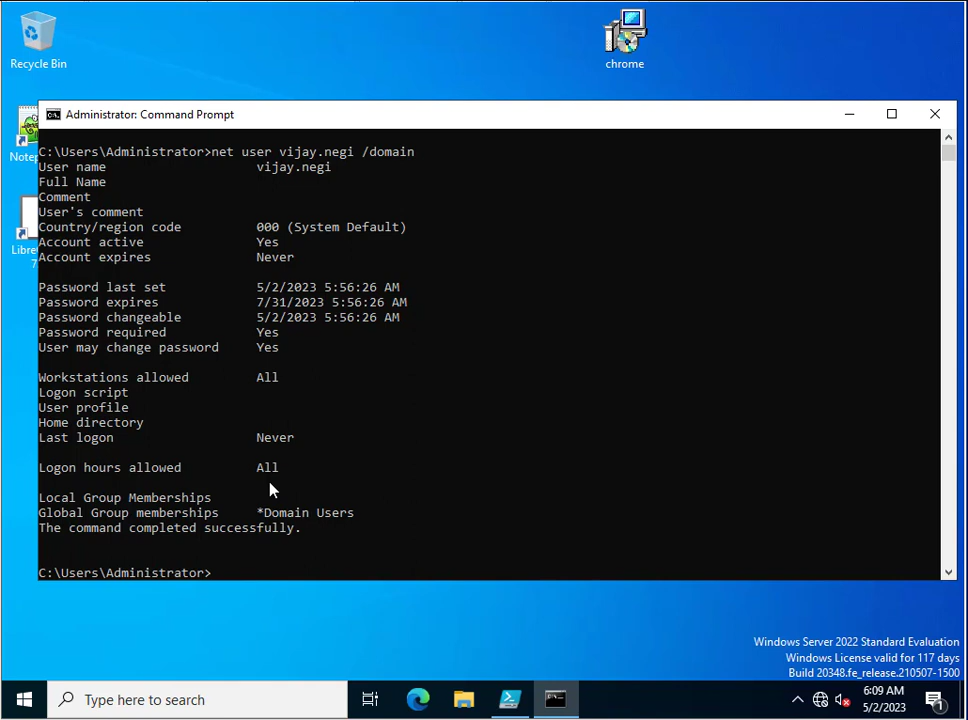 Recycle Bin
chrome
Administrator: Command Prompt
C:\Users\Administrator>net user vijay.negi /domain
User name vijay.negi
Full Name
Comment
User's comment
Country/region code 000 (System Default)
Account active Yes
Account expires Never
Password last set 5/2/2023 5:56:26 AM
Password expires 7/31/2023 5:56:26 AM
Password changeable 5/2/2023 5:56:26 AM
Password required Yes
User may change password Yes
Workstations allowed All
Logon script
User profile
Home directory
Last logon Never
Logon hours allowed All
Local Group Memberships
Global Group memberships *Domain Users
The command completed successfully.
C:\Users\Administrator>
Note
Libre
7
Windows Server 2022 Standard Evaluation
Windows License valid for 117 days
Build 20348.fe_release.210507-1500
Type here to search
6:09 AM
5/2/2023
1